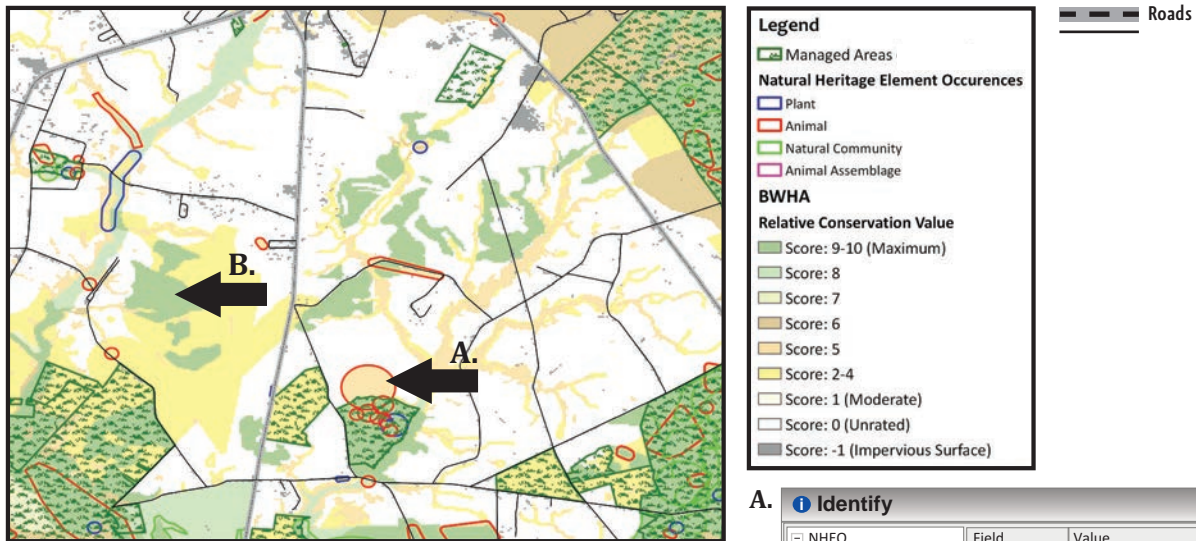 B.
A.
Legend
Managed Areas
Natural Heritage Element Occurences
Plant
Animal
Natural Community
Animal Assemblage
BWHA
Relative Conservation Value
Score: 9-10 (Maximum)
Score: 8
Score: 7
Score: 6
Score: 5
Score: 2-4
Score: 1 (Moderate)
Score: 0 (Unrated)
Score: -1 (Impervious Surface)
Roads
A.
Identify
NHEO Field Value